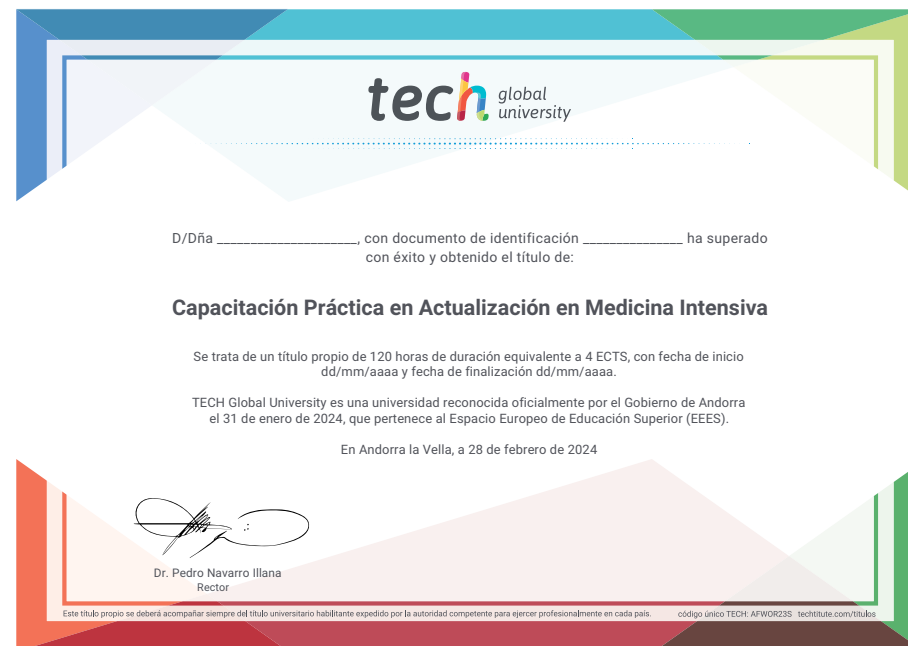 tech global university
D/Dña _____________________, con documento de identificación _______________ ha superado
con éxito y obtenido el título de:
Capacitación Práctica en Actualización en Medicina Intensiva
Se trata de un título propio de 120 horas de duración equivalente a 4 ECTS, con fecha de inicio
dd/mm/aaaa y fecha de finalización dd/mm/aaaa.
TECH Global University es una universidad reconocida oficialmente por el Gobierno de Andorra
el 31 de enero de 2024, que pertenece al Espacio Europeo de Educación Superior (EEES).
En Andorra la Vella, a 28 de febrero de 2024
Dr. Pedro Navarro Illana
Rector
Este título propio se deberá acompañar siempre del título universitario habilitante expedido por la autoridad competente para ejercer profesionalmente en cada país. código único TECH: AFWOR23S techtitute.com/titulos